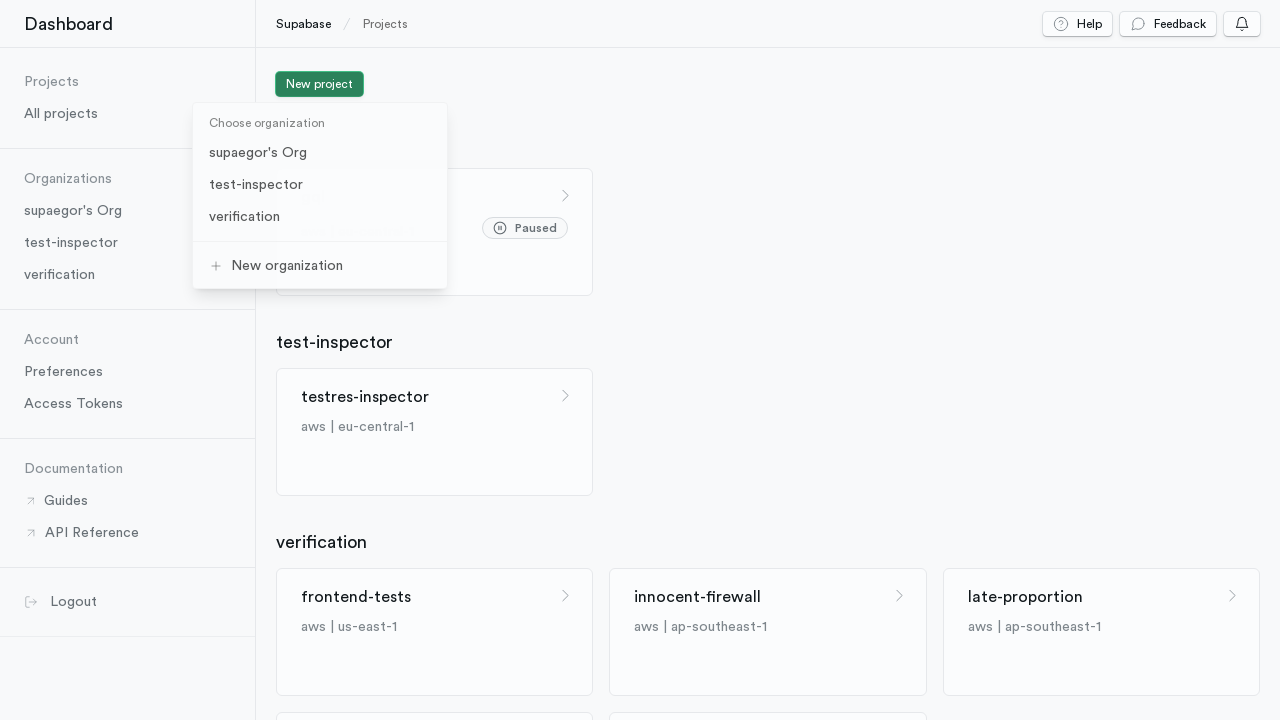 Dashboard
Supabase
Projects
Help
Feedback
Projects
All projects
Organizations
supaegor's Org
test-inspector
verification
Account
Preferences
Access Tokens
Documentation
Guides
API Reference
Logout
New project
Choose organization
supaegor's Org
test-inspector
verification
New organization
Paused
test-inspector
testres-inspector
aws | eu-central-1
verification
frontend-tests
aws | us-east-1
innocent-firewall
aws | ap-southeast-1
late-proportion
aws | ap-southeast-1